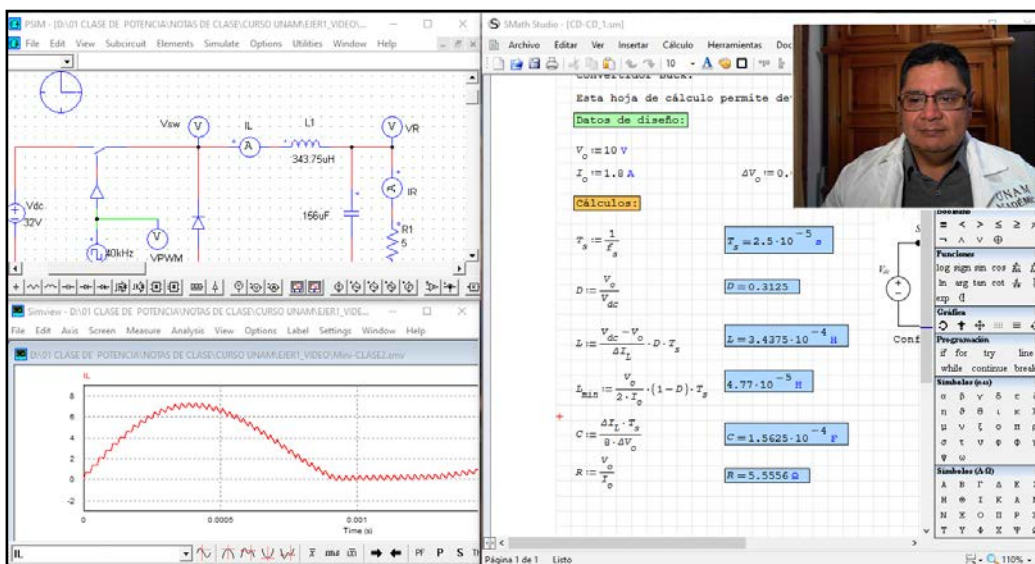 PSIM - [D:\01 CLASE DE POTENCIA\NOTAS DE CLASE\CURSO UNAM\EJER1_VIDEO\...
File Edit View Subcircuit Elements Simulate Options Utilities Window Help
Vsw
V
IL
A
L1
343.75uH
V
VR
A
IR
Vdc
32V
V
VPWM
40kHz
156uF
R1
5
Simview - D:\01 CLASE DE POTENCIA\NOTAS DE CLASE\CURSO UNAM\EJER1_VIDE...
File Edit Axis Screen Measure Analysis View Options Label Settings Window Help
D:\01 CLASE DE POTENCIA\NOTAS DE CLASE\CURSO UNAM\EJER1_VIDEO\Mini-CLASE2.smv
IL
8
6
4
2
0
-2
0
0.0005
0.001
Time (s)
IL
PF P S
SMath Studio - [CD-CD_1.sm]
Archivo Editar Ver Insertar Cálculo Herramientas Doc
10
convertidor Buck.
Esta hoja de cálculo permite de
Datos de diseño:
V_o := 10 V
I_o := 1.8 A
ΔV_o := 0.
Cálculos:
T_s := 1/f_s
T_s = 2.5·10^-5 s
D := V_o/V_dc
D = 0.3125
L := (V_dc - V_o)/ΔI_L · D · T_s
L = 3.4375·10^-4 H
L_min := V_o/(2·I_o) · (1-D) · T_s
4.77·10^-5 H
C := (ΔI_L · T_s)/(8·ΔV_o)
C = 1.5625·10^-4 F
R := V_o/I_o
R = 5.5556 Ω
UNAM
V_dc
Conf
Booleano
= < > ≤ ≥
¬ ∧ ∨ ⊕
Funciones
log sign sin cos
ln arg tan cot
exp
Gráfica
Programación
if for try line
while continue break
Símbolos (α-ω)
α β γ δ ε
η θ ι κ
μ ν ξ ο π
σ τ υ φ
ψ ω
Símbolos (Α-Ω)
Α Β Γ Δ Ε
Η Θ Ι Κ Λ
Ν Ξ Ο Π Ρ
Τ Υ Φ Χ Ψ
Página 1 de 1 Listo
110%